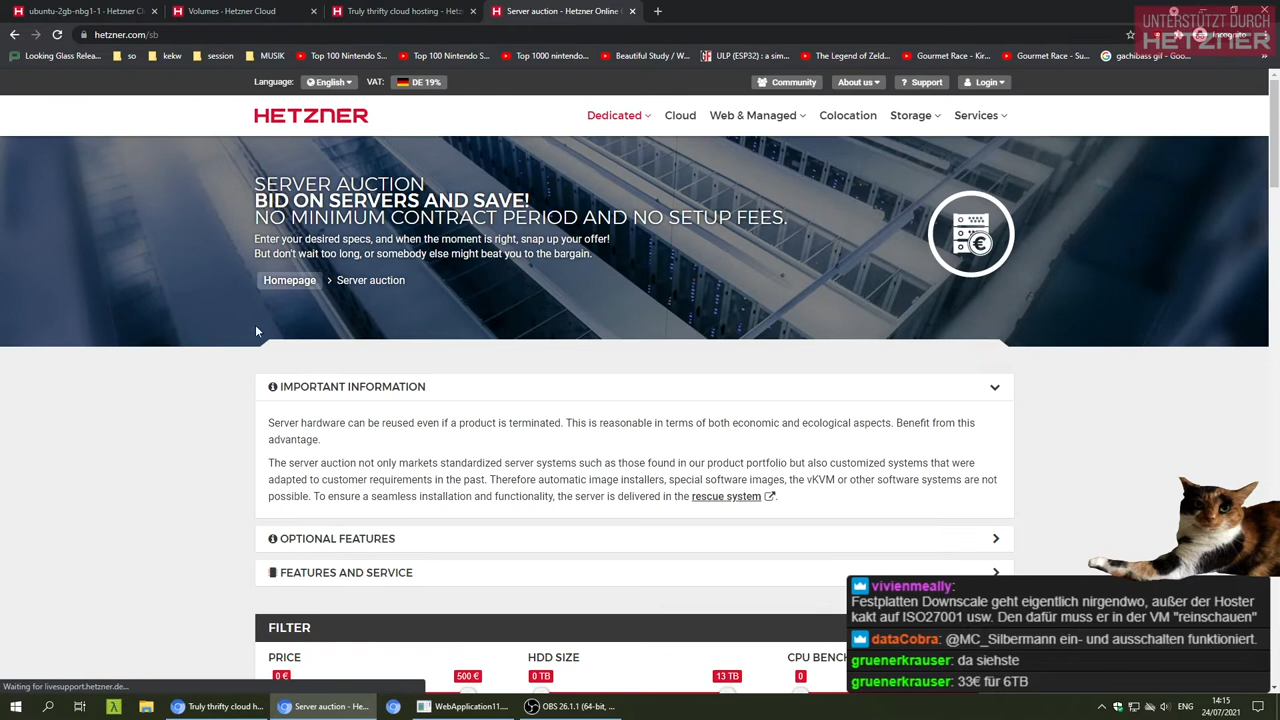 ubuntu-2gb-nbg1-1 - Hetzner Cl
Volumes - Hetzner Cloud
Truly thrifty cloud hosting - Hetz
Server auction - Hetzner Online
UNTERSTÜTZT DURCH
HETZNER
hetzner.com/sb
Incognito
Looking Glass Relea...
so
kekw
session
MUSIK
Top 100 Nintendo S...
Top 100 Nintendo S...
Top 1000 nintendo...
Beautiful Study / W...
ULP (ESP32) : a sim...
The Legend of Zeld...
Gourmet Race - Kir...
Gourmet Race - Su...
gachibass gif - Goo...
Language:
English
VAT:
DE 19%
Community
About us
Support
Login
HETZNER
Dedicated
Cloud
Web & Managed
Colocation
Storage
Services
SERVER AUCTION
BID ON SERVERS AND SAVE!
NO MINIMUM CONTRACT PERIOD AND NO SETUP FEES.
Enter your desired specs, and when the moment is right, snap up your offer!
But don't wait too long, or somebody else might beat you to the bargain.
Homepage
Server auction
IMPORTANT INFORMATION
Server hardware can be reused even if a product is terminated. This is reasonable in terms of both economic and ecological aspects. Benefit from this
advantage.
The server auction not only markets standardized server systems such as those found in our product portfolio but also customized systems that were
adapted to customer requirements in the past. Therefore automatic image installers, special software images, the vKVM or other software systems are not
possible. To ensure a seamless installation and functionality, the server is delivered in the rescue system.
OPTIONAL FEATURES
FEATURES AND SERVICE
FILTER
PRICE
HDD SIZE
CPU BENCH
0 €
500 €
0 TB
13 TB
0
vivienmeally:
Festplatten Downscale geht eigentlich nirgendwo, außer der Hoster
kakt auf ISO27001 usw. Den dafür muss er in der VM "reinschauen"
dataCobra: @MC_Silbermann ein- und ausschalten funktioniert.
gruenerkrauser: da siehste
gruenerkrauser: 33€ für 6TB
Waiting for livesupport.hetzner.de...
Truly thrifty cloud h...
Server auction - He...
WebApplication11...
OBS 26.1.1 (64-bit, ...
ENG
14:15
24/07/2021